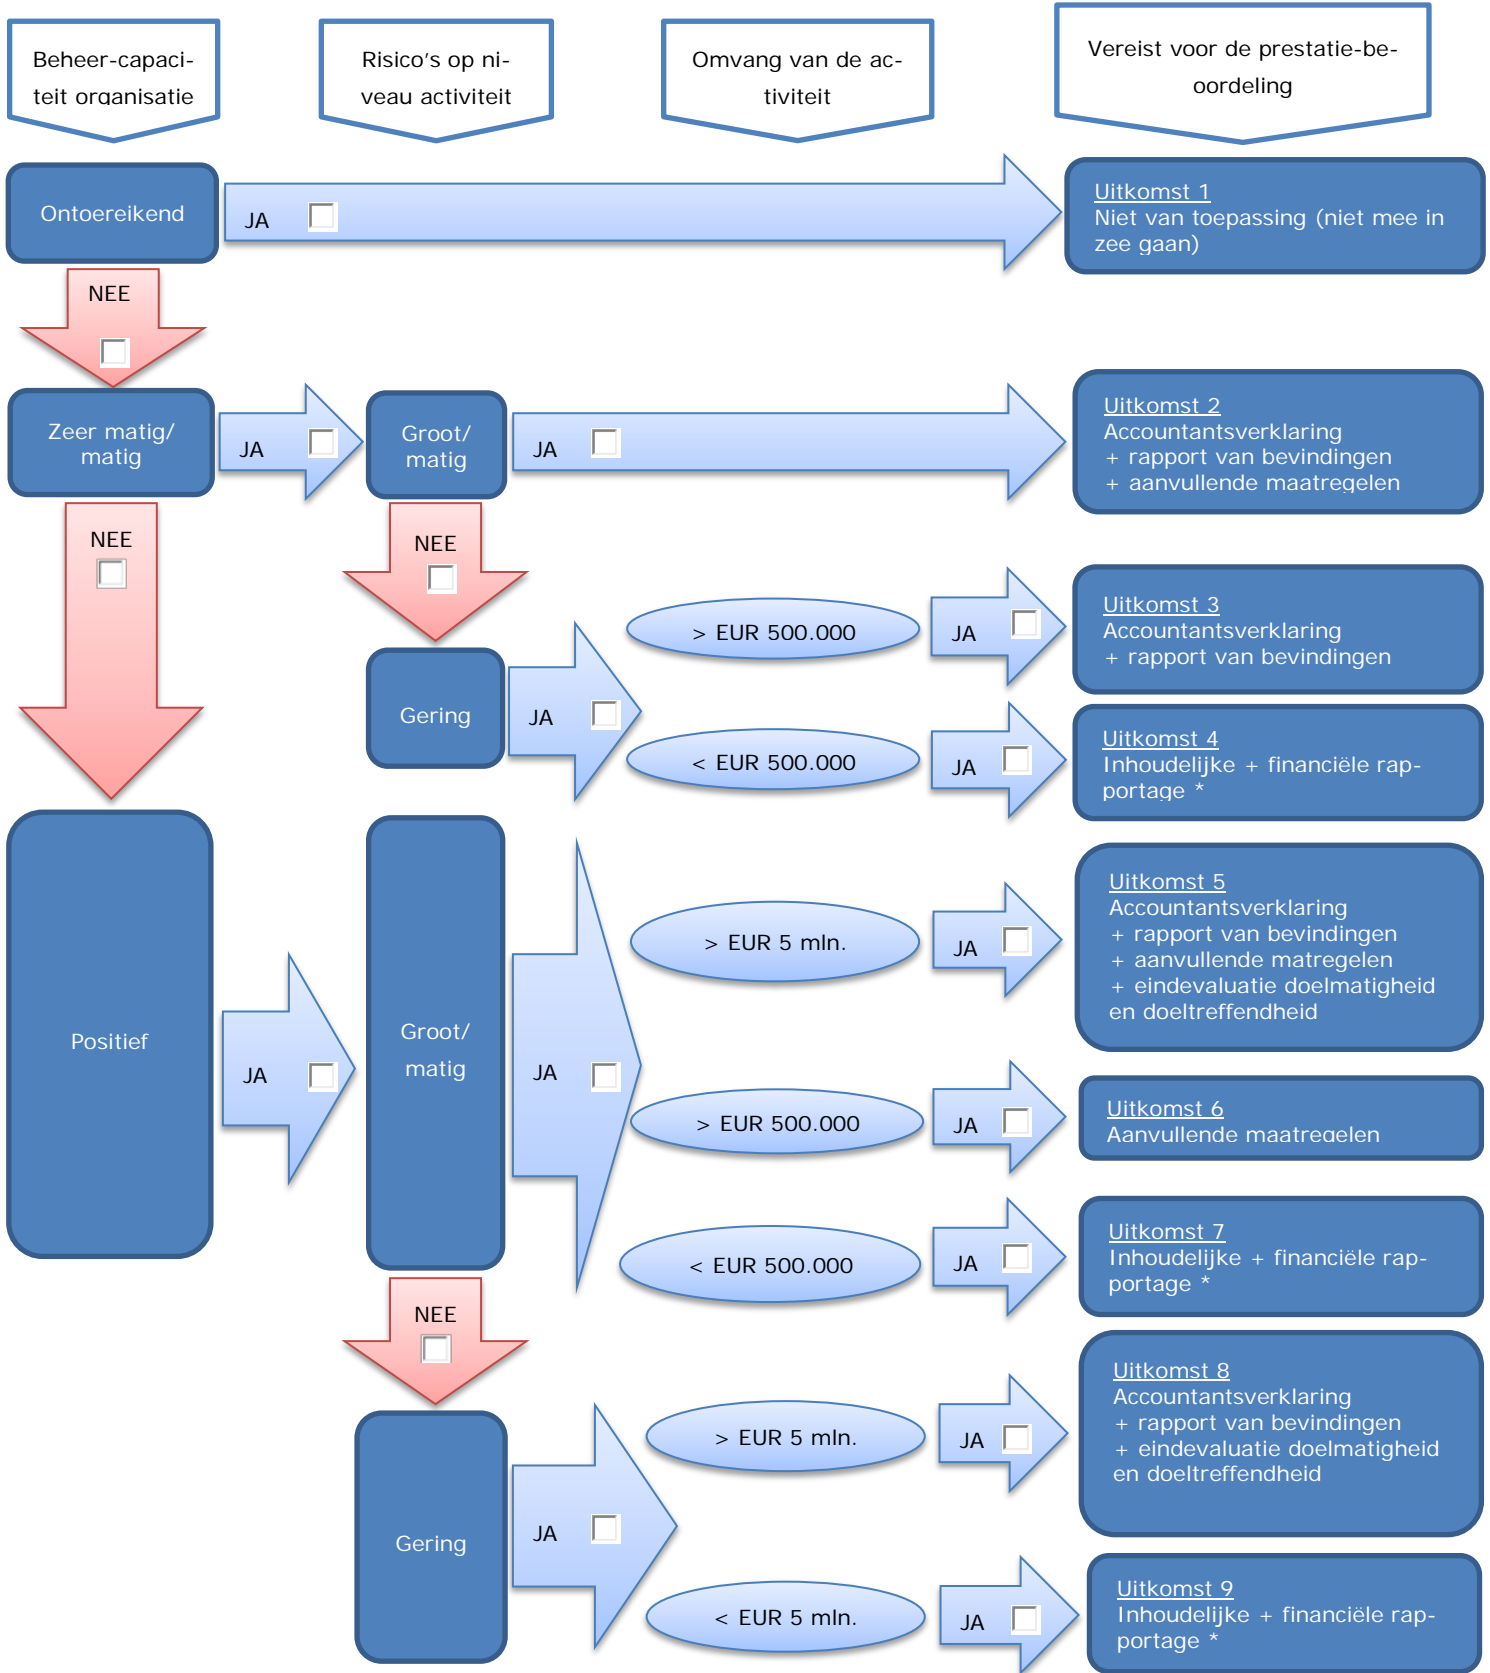 Beheer-capaci-
teit organisatie
Risico's op ni-
veau activiteit
Omvang van de ac-
tiviteit
Vereist voor de prestatie-be-
oordeling
Ontoereikend
JA
Uitkomst 1
Niet van toepassing (niet mee in
zee gaan)
NEE
Zeer matig/
matig
JA
Groot/
matig
JA
Uitkomst 2
Accountantsverklaring
+ rapport van bevindingen
+ aanvullende maatregelen
NEE
NEE
> EUR 500.000
JA
Uitkomst 3
Accountantsverklaring
+ rapport van bevindingen
Gering
JA
< EUR 500.000
JA
Uitkomst 4
Inhoudelijke + financiële rap-
portage *
Positief
JA
Groot/
matig
JA
> EUR 5 mln.
JA
Uitkomst 5
Accountantsverklaring
+ rapport van bevindingen
+ aanvullende matregelen
+ eindevaluatie doelmatigheid
en doeltreffendheid
> EUR 500.000
JA
Uitkomst 6
Aanvullende maatregelen
< EUR 500.000
JA
Uitkomst 7
Inhoudelijke + financiële rap-
portage *
NEE
Gering
JA
> EUR 5 mln.
JA
Uitkomst 8
Accountantsverklaring
+ rapport van bevindingen
+ eindevaluatie doelmatigheid
en doeltreffendheid
< EUR 5 mln.
JA
Uitkomst 9
Inhoudelijke + financiële rap-
portage *